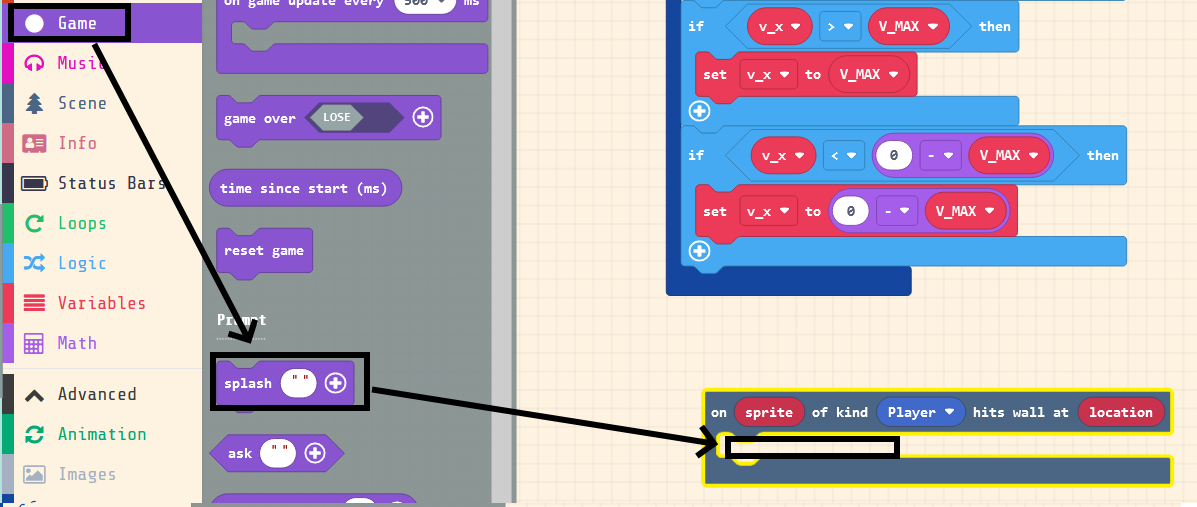 Game
Music
Scene
Info
Status Bars
Loops
Logic
Variables
Math
Advanced
Animation
Images
on game update every 500 ms
game over LOSE
time since start (ms)
reset game
Prompt
splash " "
ask " "
if v_x > V_MAX then
set v_x to V_MAX
if v_x < 0 - V_MAX then
set v_x to 0 - V_MAX
on sprite of kind Player hits wall at location